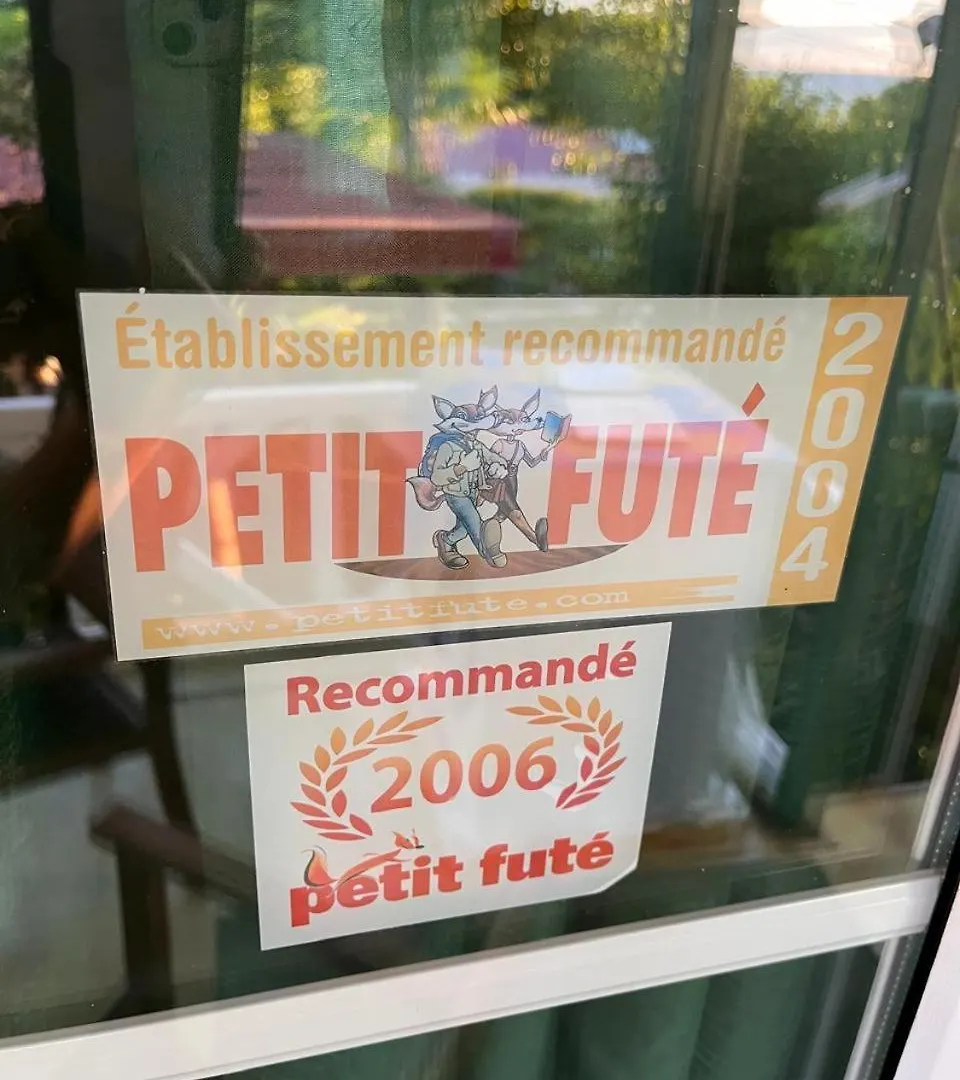 Établissement recommandé
2004
PETIT FUTÉ
www.petitfute.com
Recommandé
2006
petit futé